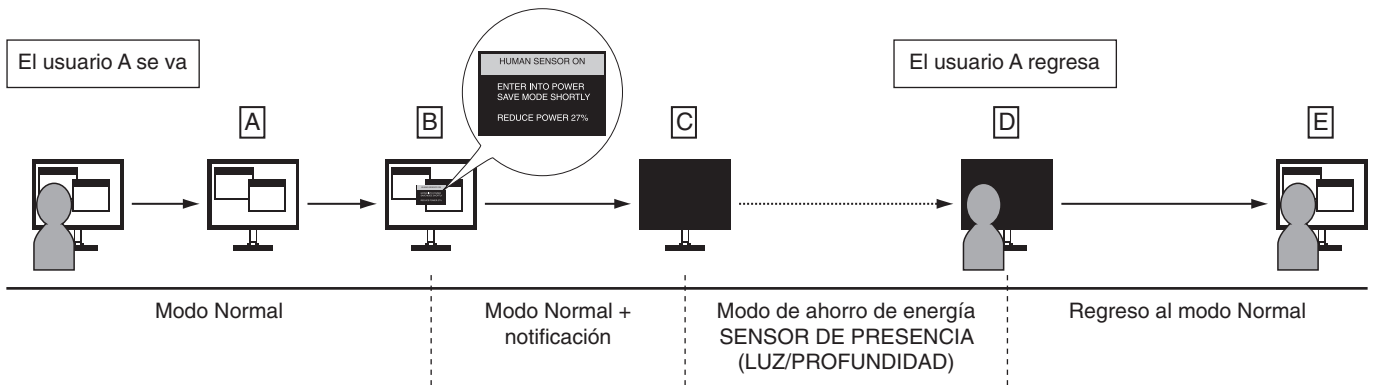 El usuario A se va
HUMAN SENSOR ON
ENTER INTO POWER
SAVE MODE SHORTLY
REDUCE POWER 27%
El usuario A regresa
A
B
C
D
E
Modo Normal
Modo Normal +
notificación
Modo de ahorro de energía
SENSOR DE PRESENCIA
(LUZ/PROFUNDIDAD)
Regreso al modo Normal